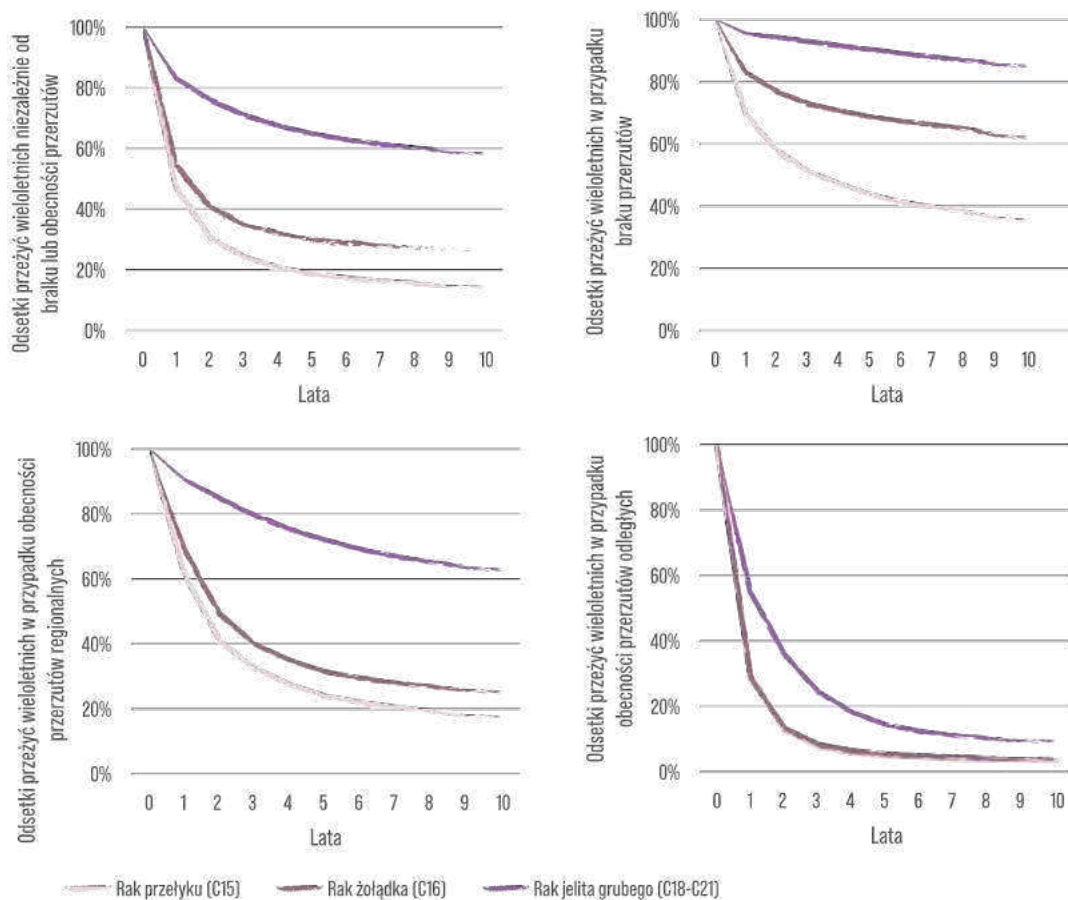 Odsetki przeżyć wieloletnich niezależnie od
bralku lub obecności przerzutów
100%
80%
60%
40%
20%
0%
0 1 2 3 4 5 6 7 8 9 10
Lata
Odsetki przeżyć wieloletnich w przypadku
braku przerzutów
100%
80%
60%
40%
20%
0%
0 1 2 3 4 5 6 7 8 9 10
Lata
Odsetki przeżyć wieloletnich w przypadku obecności
przerzutów regionalnych
100%
80%
60%
40%
20%
0%
0 1 2 3 4 5 6 7 8 9 10
Lata
Odsetki przeżyć wieloletnich w przypadku
obecności przerzutów odległych
100%
80%
60%
40%
20%
0%
0 1 2 3 4 5 6 7 8 9 10
Lata
Rak przełyku (C15) Rak żołądka (C16) Rak jelita grubego (C18-C21)